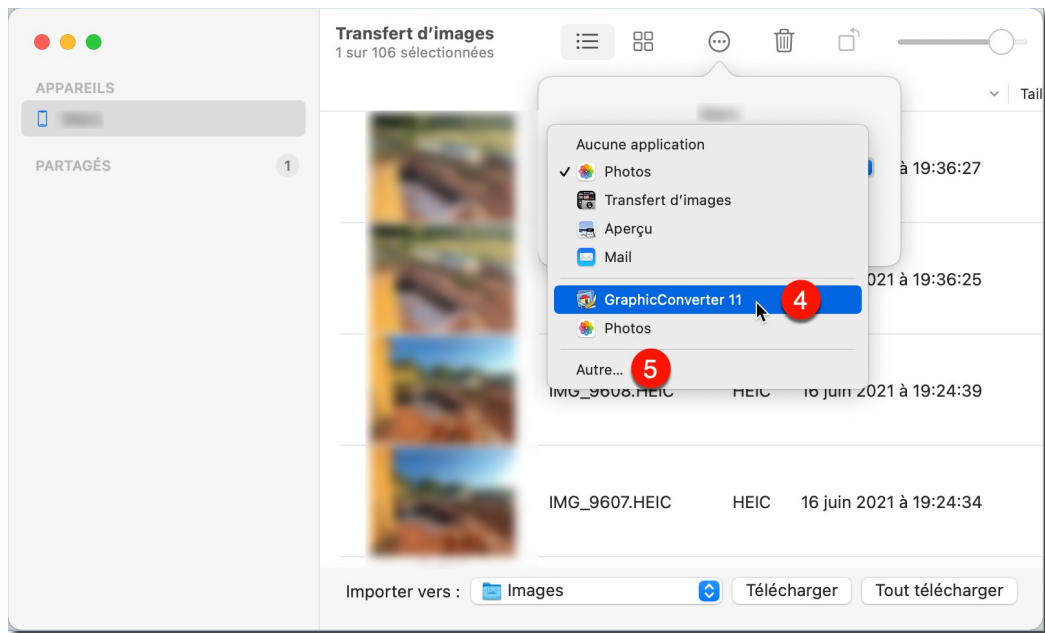 Transfert d'images
1 sur 106 sélectionnées
APPAREILS
PARTAGÉS
1
Tail
Aucune application
✓ Photos
Transfert d'images
Aperçu
Mail
GraphicConverter 11
4
Photos
Autre...
5
à 19:36:27
021 à 19:36:25
IMG_9608.HEIC HEIC 16 juin 2021 à 19:24:39
IMG_9607.HEIC HEIC 16 juin 2021 à 19:24:34
Importer vers : Images Télécharger Tout télécharger